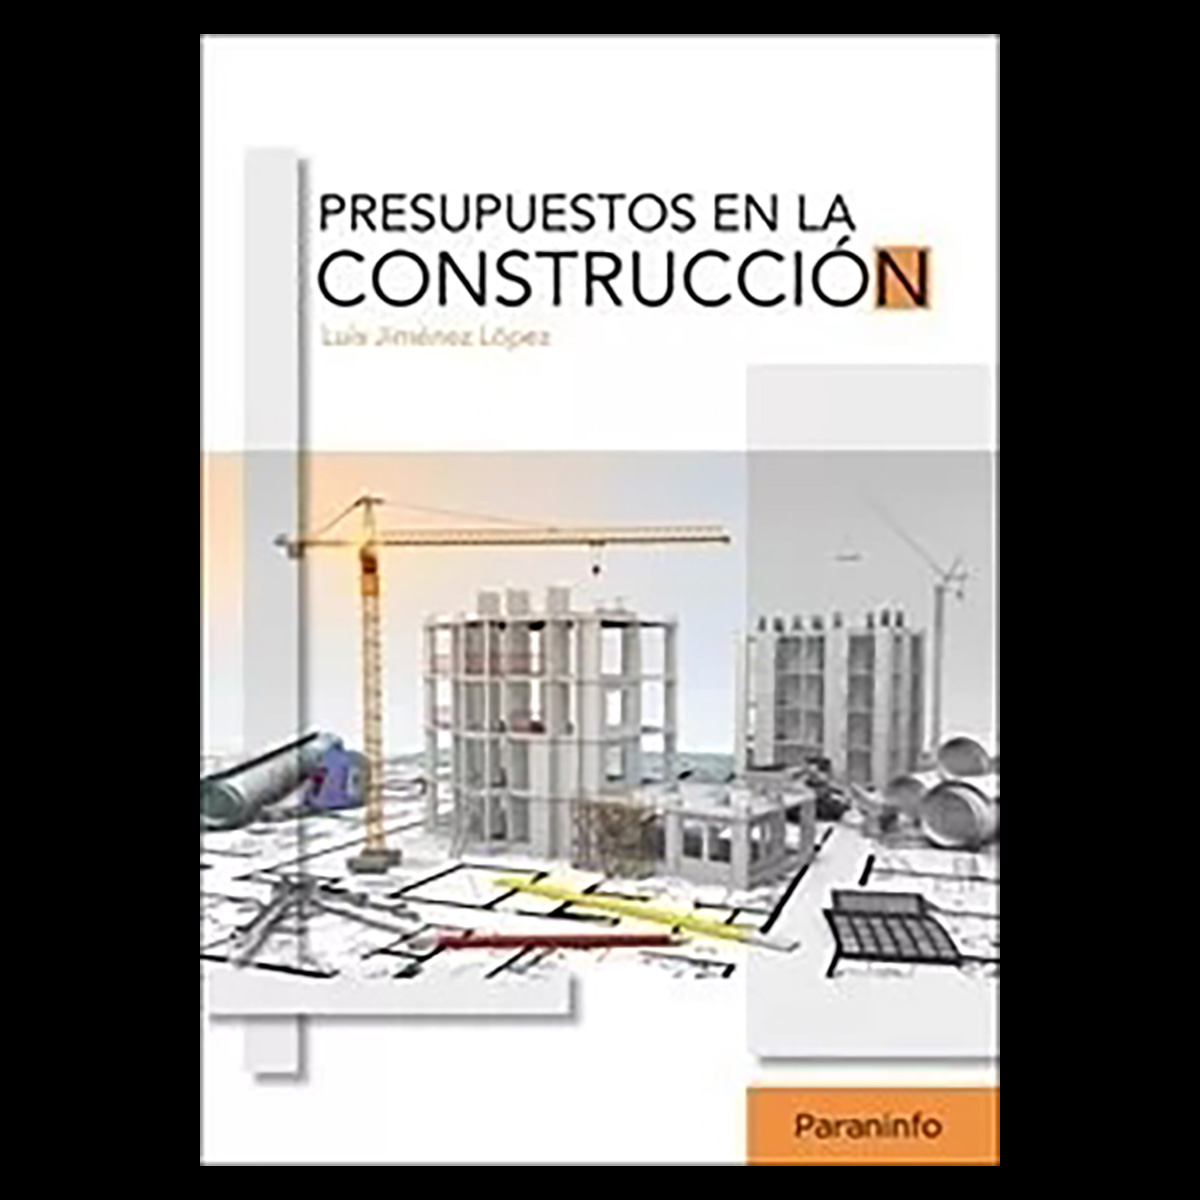 PRESUPUESTOS EN LA
CONSTRUCCIÓN
Luis Jiménez López
Paraninfo